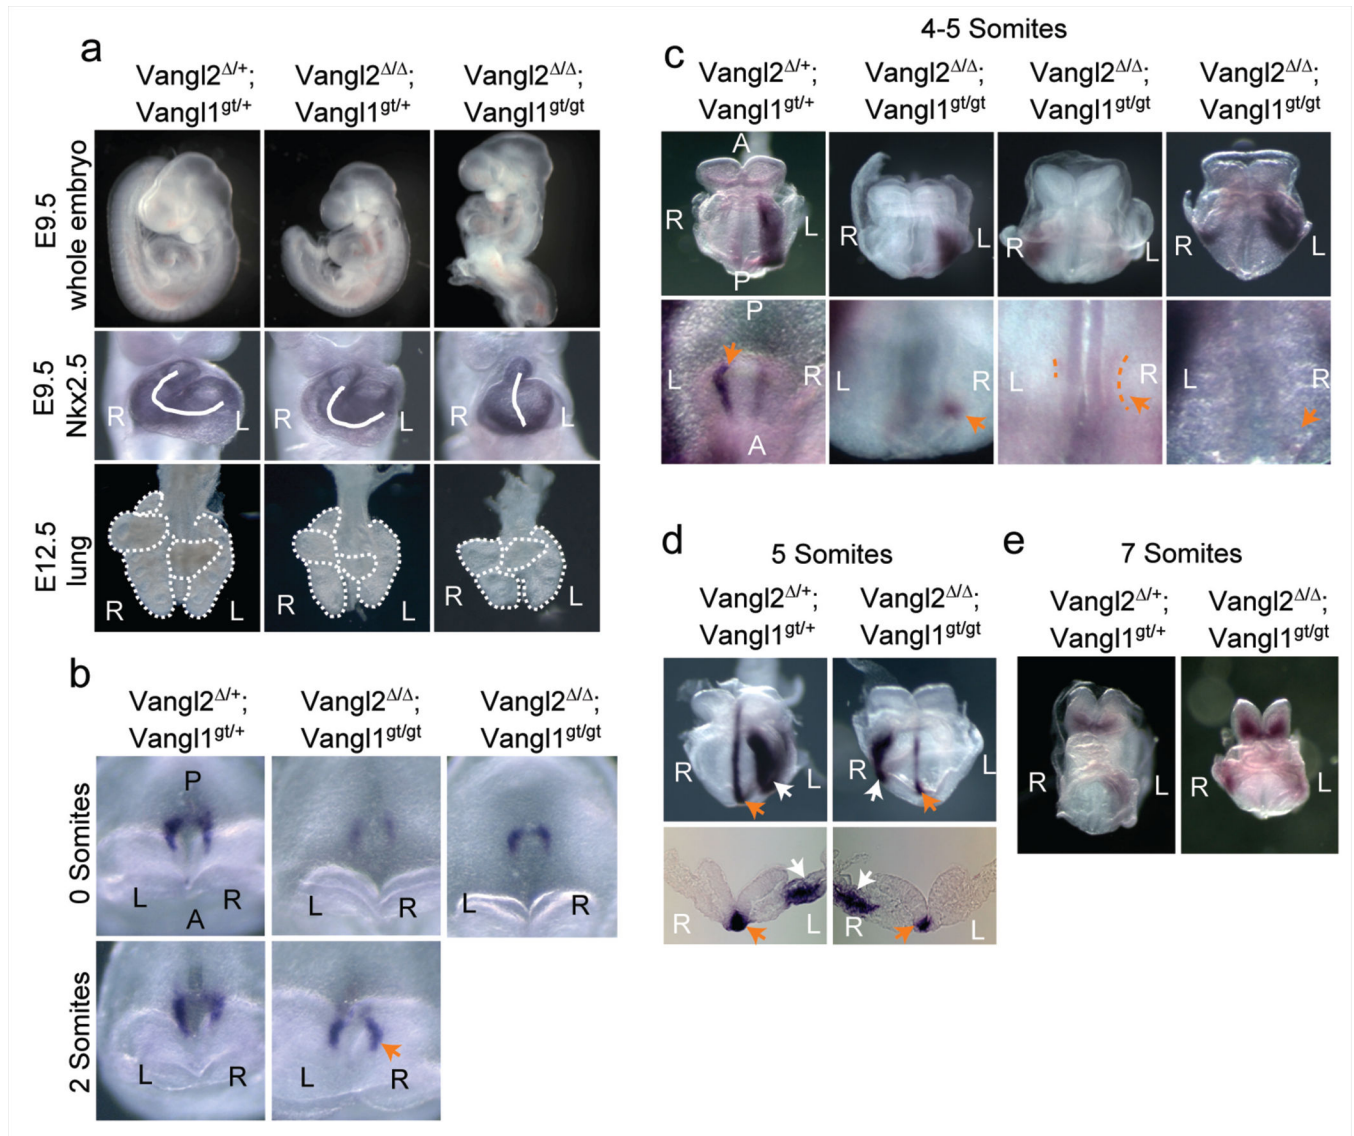 a
Vangl2Δ/+; Vangl2Δ/Δ; Vangl2Δ/Δ;
Vangl1gt/+ Vangl1gt/+ Vangl1gt/gt
E9.5
whole embryo
E9.5
Nkx2.5
R L R L R L
E12.5
lung
R L R L R L
b
Vangl2Δ/+; Vangl2Δ/Δ; Vangl2Δ/Δ;
Vangl1gt/+ Vangl1gt/gt Vangl1gt/gt
0 Somites
P
L R L R L R
A
2 Somites
L R L R
4-5 Somites
c
Vangl2Δ/+; Vangl2Δ/Δ; Vangl2Δ/Δ; Vangl2Δ/Δ;
Vangl1gt/+ Vangl1gt/gt Vangl1gt/gt Vangl1gt/gt
A
R L R L R L R L
P
P
L R L R L R L R
A
d
5 Somites
Vangl2Δ/+; Vangl2Δ/Δ;
Vangl1gt/+ Vangl1gt/gt
R L R L
R L R L
e
7 Somites
Vangl2Δ/+; Vangl2Δ/Δ;
Vangl1gt/+ Vangl1gt/gt
R L R L